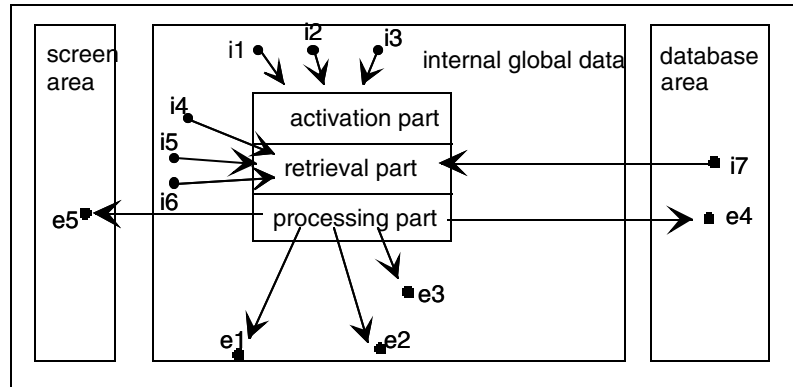 screen
area
i1
i2
i3
internal global data
database
area
i4
activation part
i5
retrieval part
i7
i6
processing part
e5
e4
e3
e1
e2